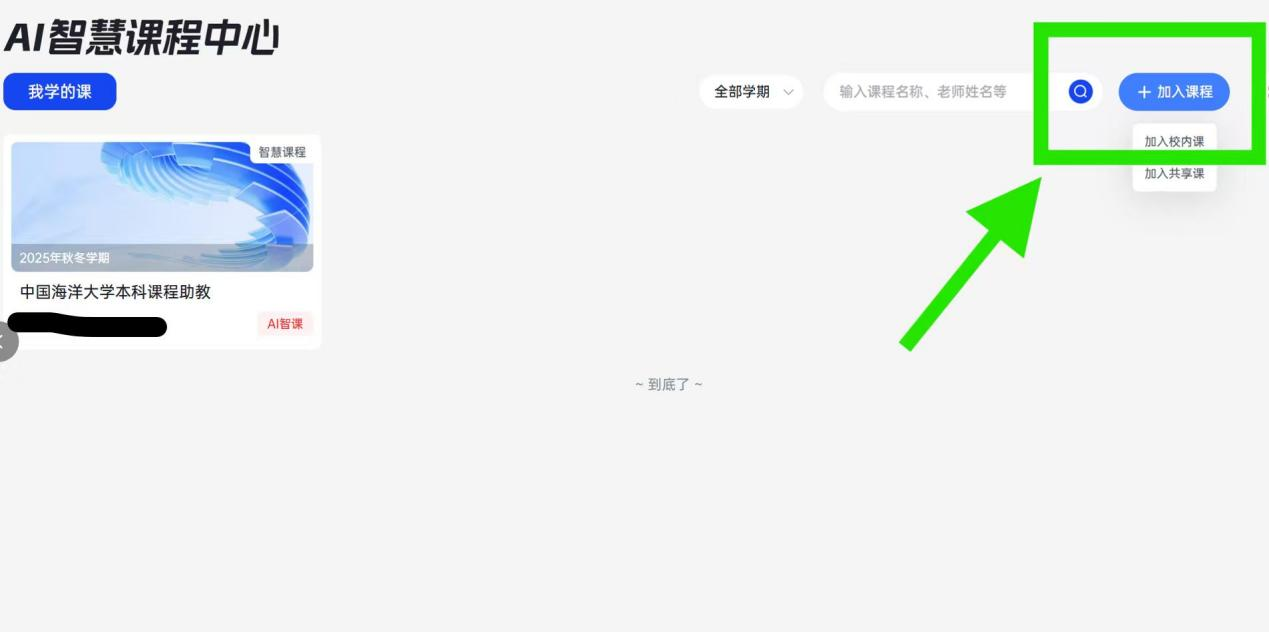 AI智慧课程中心
我学的课
全部学期
输入课程名称、老师姓名等
+ 加入课程
加入校内课
加入共享课
智慧课程
2025年秋冬学期
中国海洋大学本科课程助教
AI智课
~ 到底了 ~